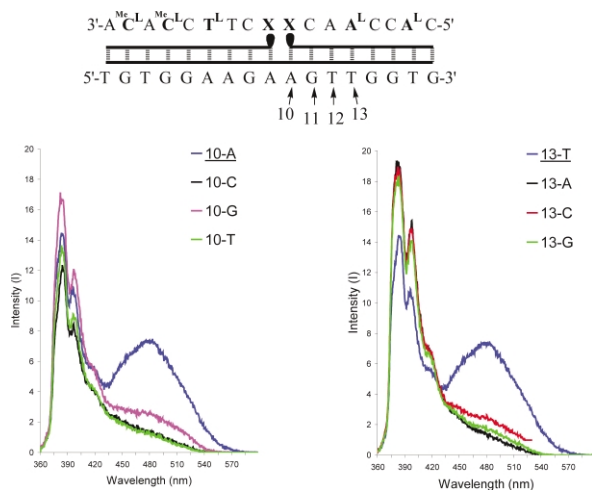 3'-A ᴹᵉCᴸA ᴹᵉCᴸC Tᴸ T C X X C A Aᴸ C C Aᴸ C-5'
5'-T G T G G A A G A A G T T G G T G-3'
10 11 12 13
10-A
10-C
10-G
10-T
Intensity (I)
20
18
16
14
12
10
8
6
4
2
0
360 390 420 450 480 510 540 570
Wavelength (nm)
13-T
13-A
13-C
13-G
Intensity (I)
20
18
16
14
12
10
8
6
4
2
0
360 390 420 450 480 510 540 570
Wavelength (nm)